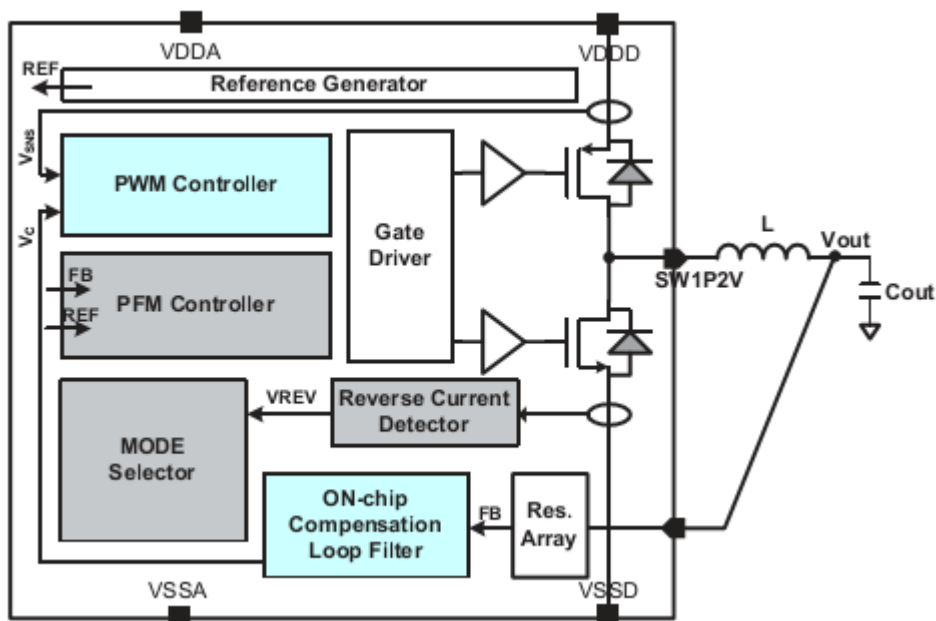 VDDA
VDDD
REF
Reference Generator
VSNS
PWM Controller
VC
Gate
Driver
L
Vout
SW1P2V
Cout
FB
REF
PFM Controller
VREV
Reverse Current
Detector
MODE
Selector
ON-chip
Compensation
Loop Filter
FB
Res.
Array
VSSA
VSSD